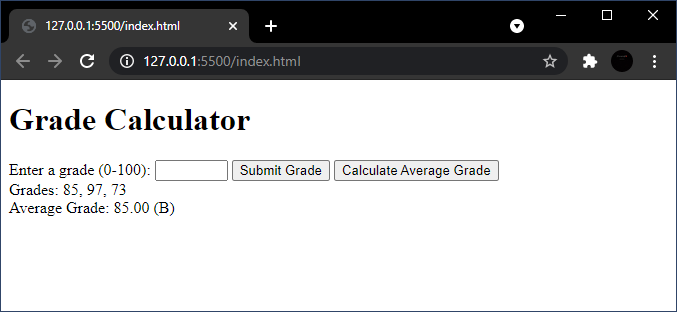 127.0.0.1:5500/index.html
127.0.0.1:5500/index.html
Grade Calculator
Enter a grade (0-100): Submit Grade Calculate Average Grade
Grades: 85, 97, 73
Average Grade: 85.00 (B)